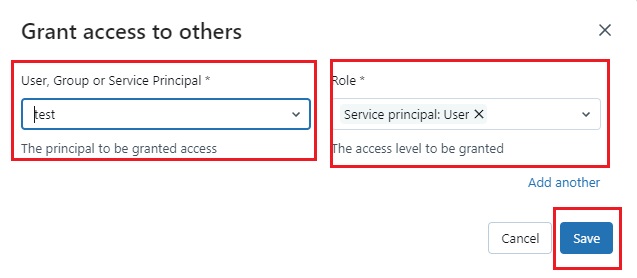 Grant access to others
User, Group or Service Principal *
Role *
test
Service principal: User
The principal to be granted access
The access level to be granted
Add another
Cancel
Save